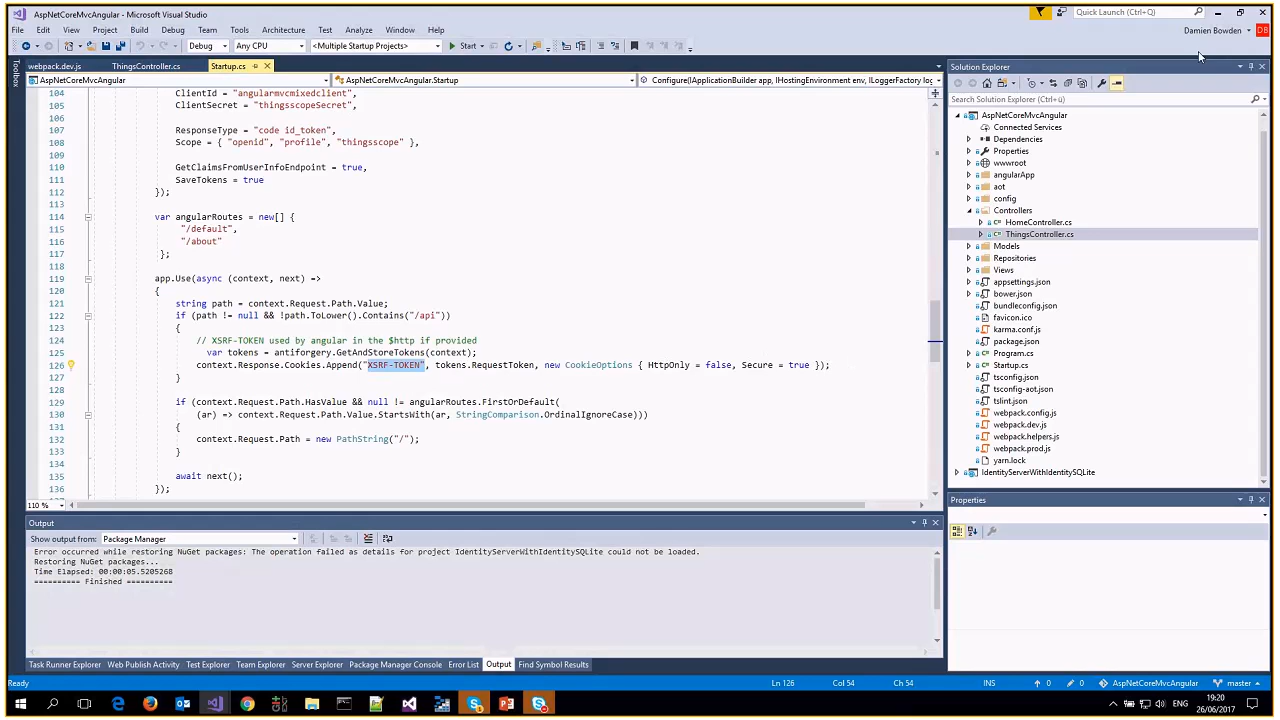 AspNetCoreMvcAngular - Microsoft Visual Studio
Quick Launch (Ctrl+Q)
File Edit View Project Build Debug Team Tools Architecture Test Analyze Window Help
Damien Bowden DB
Debug Any CPU <Multiple Startup Projects> Start
webpack.dev.js ThingsController.cs Startup.cs
AspNetCoreMvcAngular AspNetCoreMvcAngular.Startup Configure(IApplicationBuilder app, IHostingEnvironment env, ILoggerFactory log
104 ClientId = "angularmvcmixedclient",
105 ClientSecret = "thingsscopeSecret",
106
107 ResponseType = "code id_token",
108 Scope = { "openid", "profile", "thingsscope" },
109
110 GetClaimsFromUserInfoEndpoint = true,
111 SaveTokens = true
112 });
113
114 var angularRoutes = new[] {
115 "/default",
116 "/about"
117 };
118
119 app.Use(async (context, next) =>
120 {
121 string path = context.Request.Path.Value;
122 if (path != null && !path.ToLower().Contains("/api"))
123 {
124 // XSRF-TOKEN used by angular in the $http if provided
125 var tokens = antiforgery.GetAndStoreTokens(context);
126 context.Response.Cookies.Append("XSRF-TOKEN", tokens.RequestToken, new CookieOptions { HttpOnly = false, Secure = true });
127 }
128
129 if (context.Request.Path.HasValue && null != angularRoutes.FirstOrDefault(
130 (ar) => context.Request.Path.Value.StartsWith(ar, StringComparison.OrdinalIgnoreCase)))
131 {
132 context.Request.Path = new PathString("/");
133 }
134
135 await next();
136 });
110 %
Output
Show output from: Package Manager
Error occurred while restoring NuGet packages: The operation failed as details for project IdentityServerWithIdentitySQLite could not be loaded.
Restoring NuGet packages...
Time Elapsed: 00:00:05.5205268
========== Finished ==========
Task Runner Explorer Web Publish Activity Test Explorer Team Explorer Server Explorer Package Manager Console Error List Output Find Symbol Results
Toolbox
Solution Explorer
Search Solution Explorer (Ctrl+ü)
AspNetCoreMvcAngular
Connected Services
Dependencies
Properties
wwwroot
angularApp
aot
config
Controllers
HomeController.cs
ThingsController.cs
Models
Repositories
Views
appsettings.json
bower.json
bundleconfig.json
favicon.ico
karma.conf.js
package.json
Program.cs
Startup.cs
tsconfig.json
tsconfig-aot.json
tslint.json
webpack.config.js
webpack.dev.js
webpack.helpers.js
webpack.prod.js
yarn.lock
IdentityServerWithIdentitySQLite
Properties
Ready Ln 126 Col 54 Ch 54 INS 0 0 AspNetCoreMvcAngular master
ENG 19:20
26/06/2017